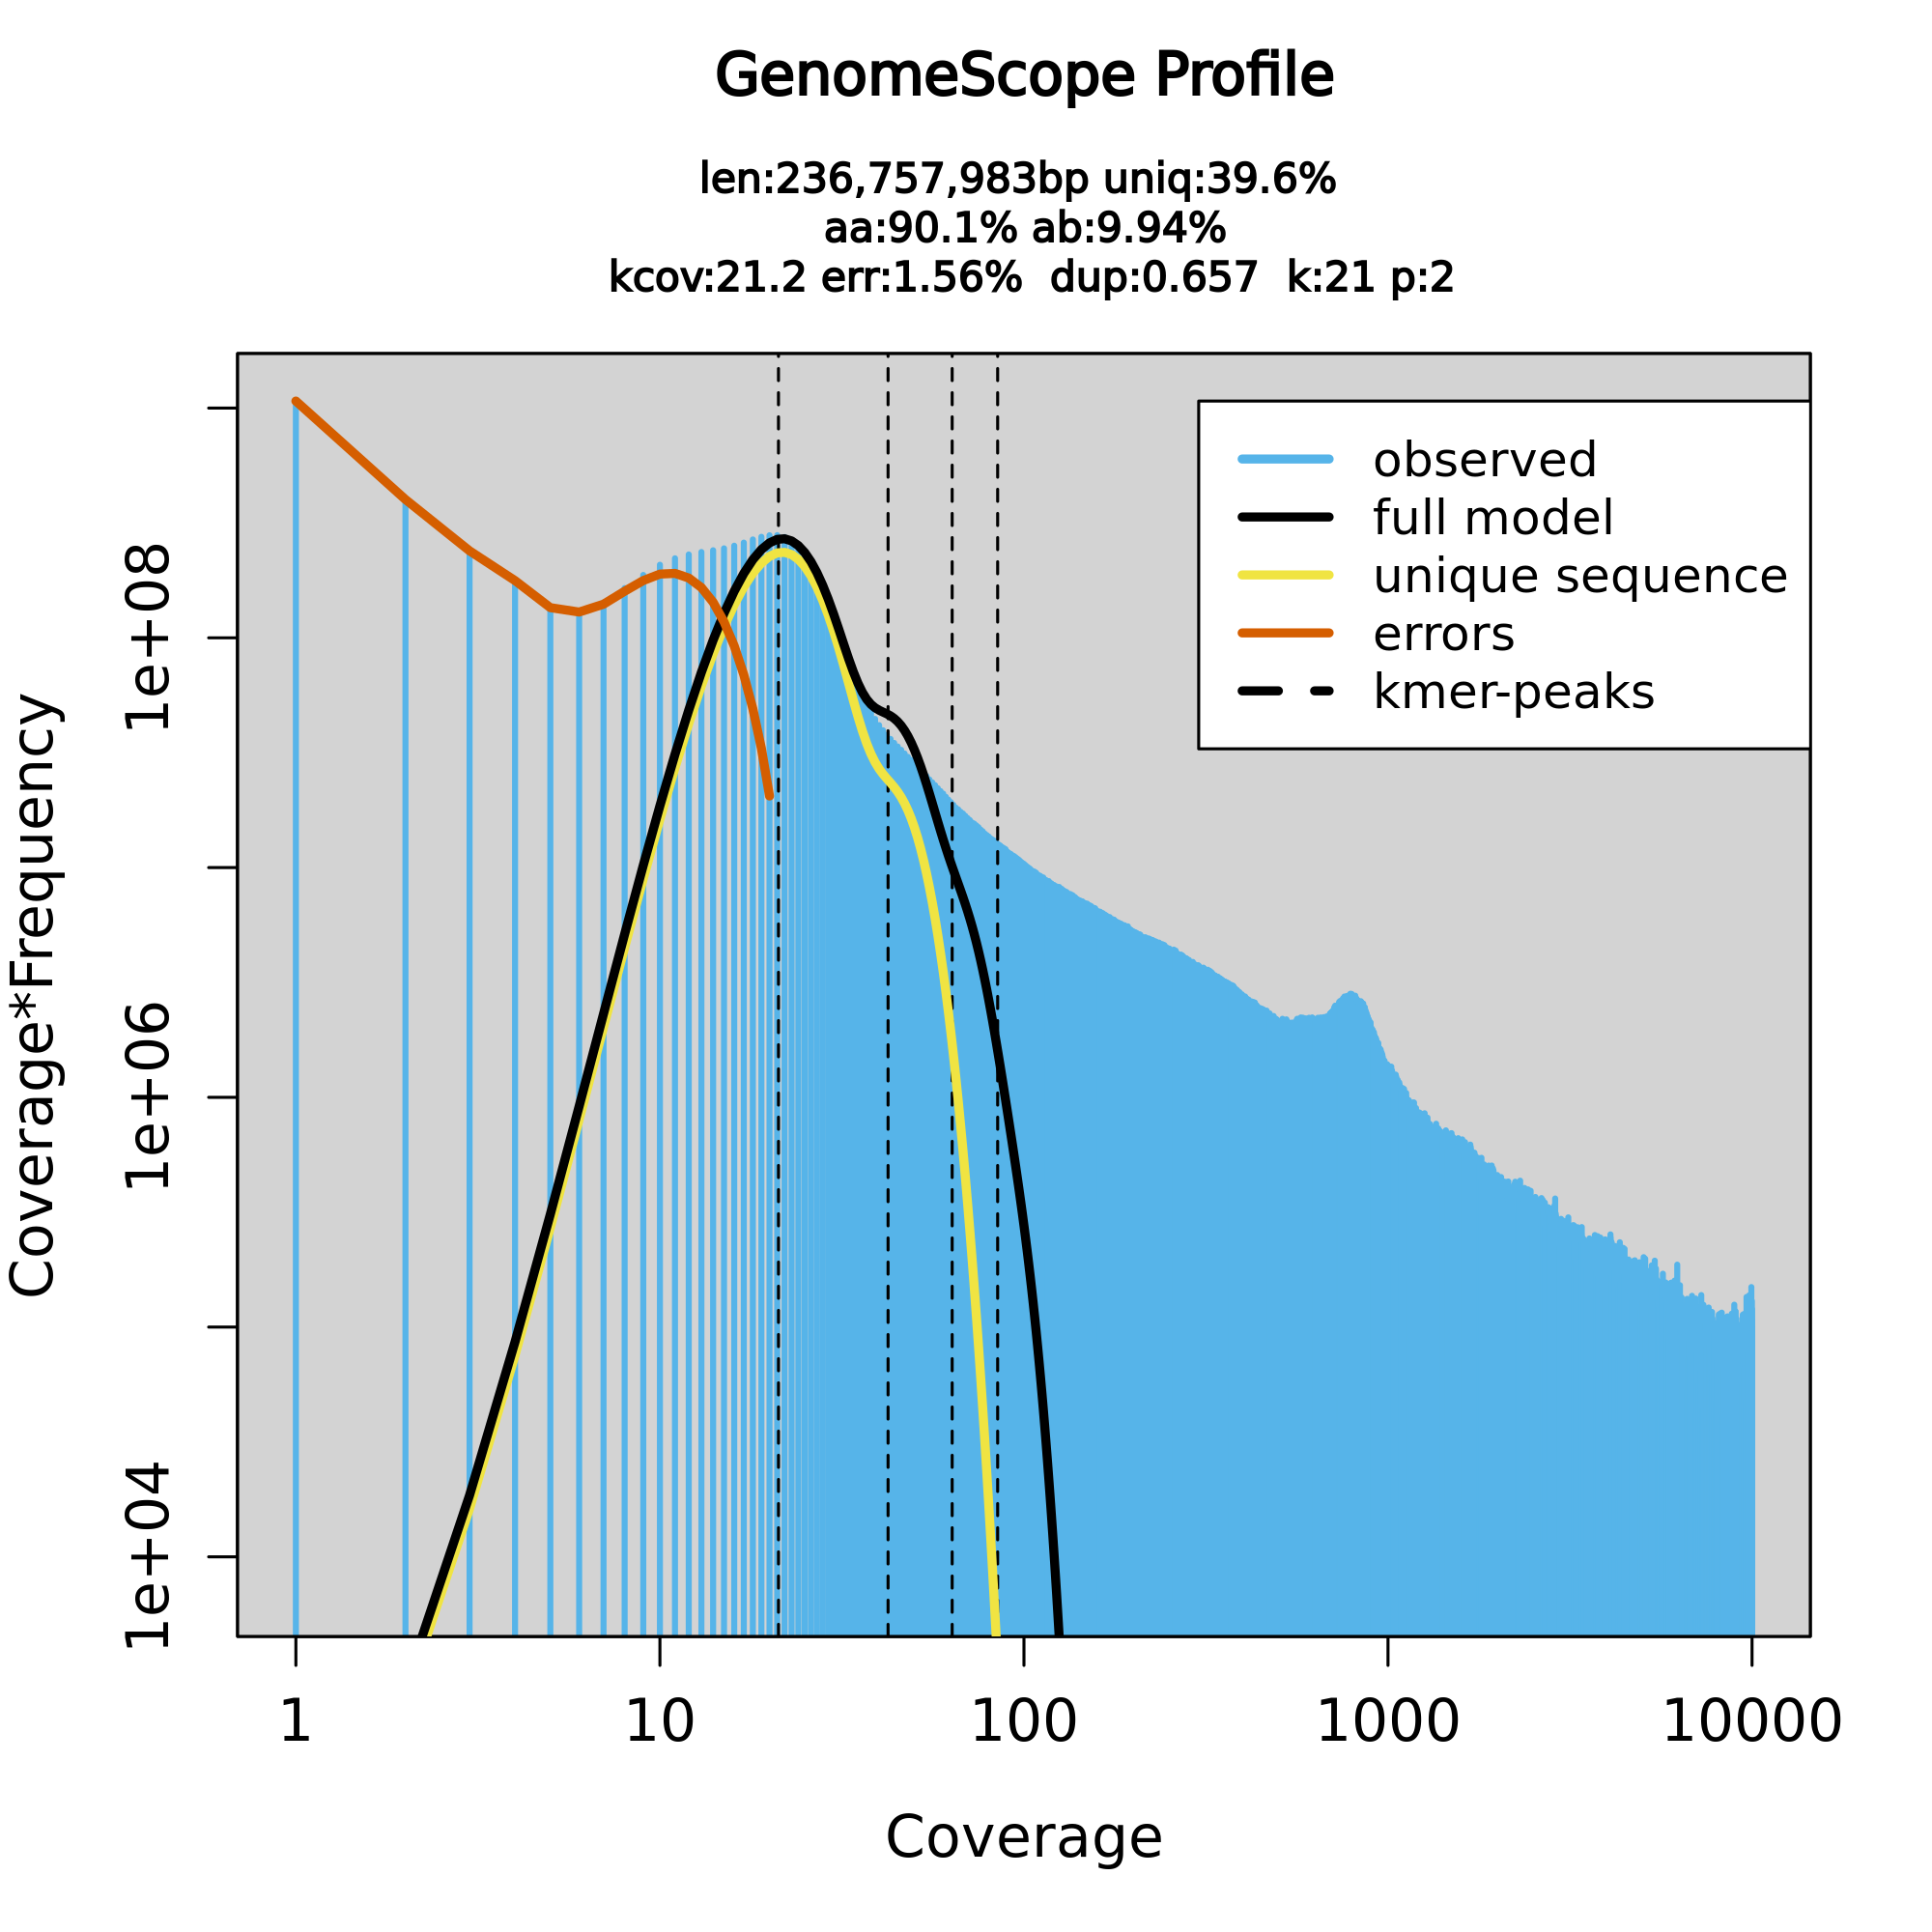 GenomeScope Profile
len:236,757,983bp uniq:39.6%
aa:90.1% ab:9.94%
kcov:21.2 err:1.56% dup:0.657 k:21 p:2
observed
full model
unique sequence
errors
kmer-peaks
Coverage*Frequency
1e+08
1e+06
1e+04
1 10 100 1000 10000
Coverage